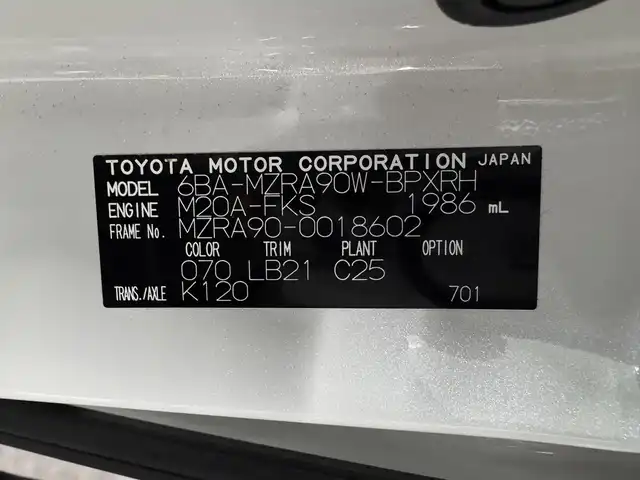 TOYOTA MOTOR CORPORATION JAPAN
MODEL 6BA-MZRA90W-BPXRH
ENGINE M20A-FKS 1986 mL
FRAME No. MZRA90-0018602
COLOR TRIM PLANT OPTION
070 LB21 C25
TRANS./AXLE K120 701